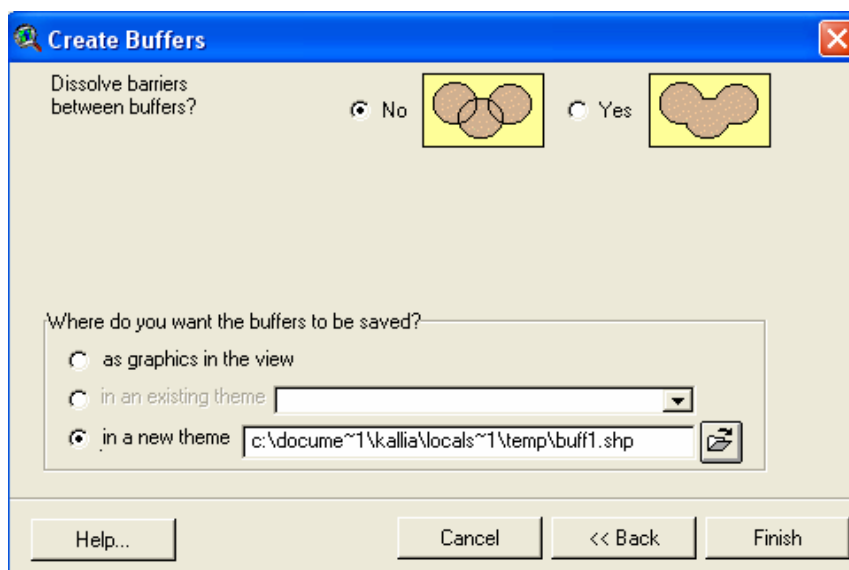 Create Buffers
Dissolve barriers
between buffers?
No
Yes
Where do you want the buffers to be saved?
as graphics in the view
in an existing theme
in a new theme c:\docume~1\kallia\locals~1\temp\buff1.shp
Help... Cancel << Back Finish